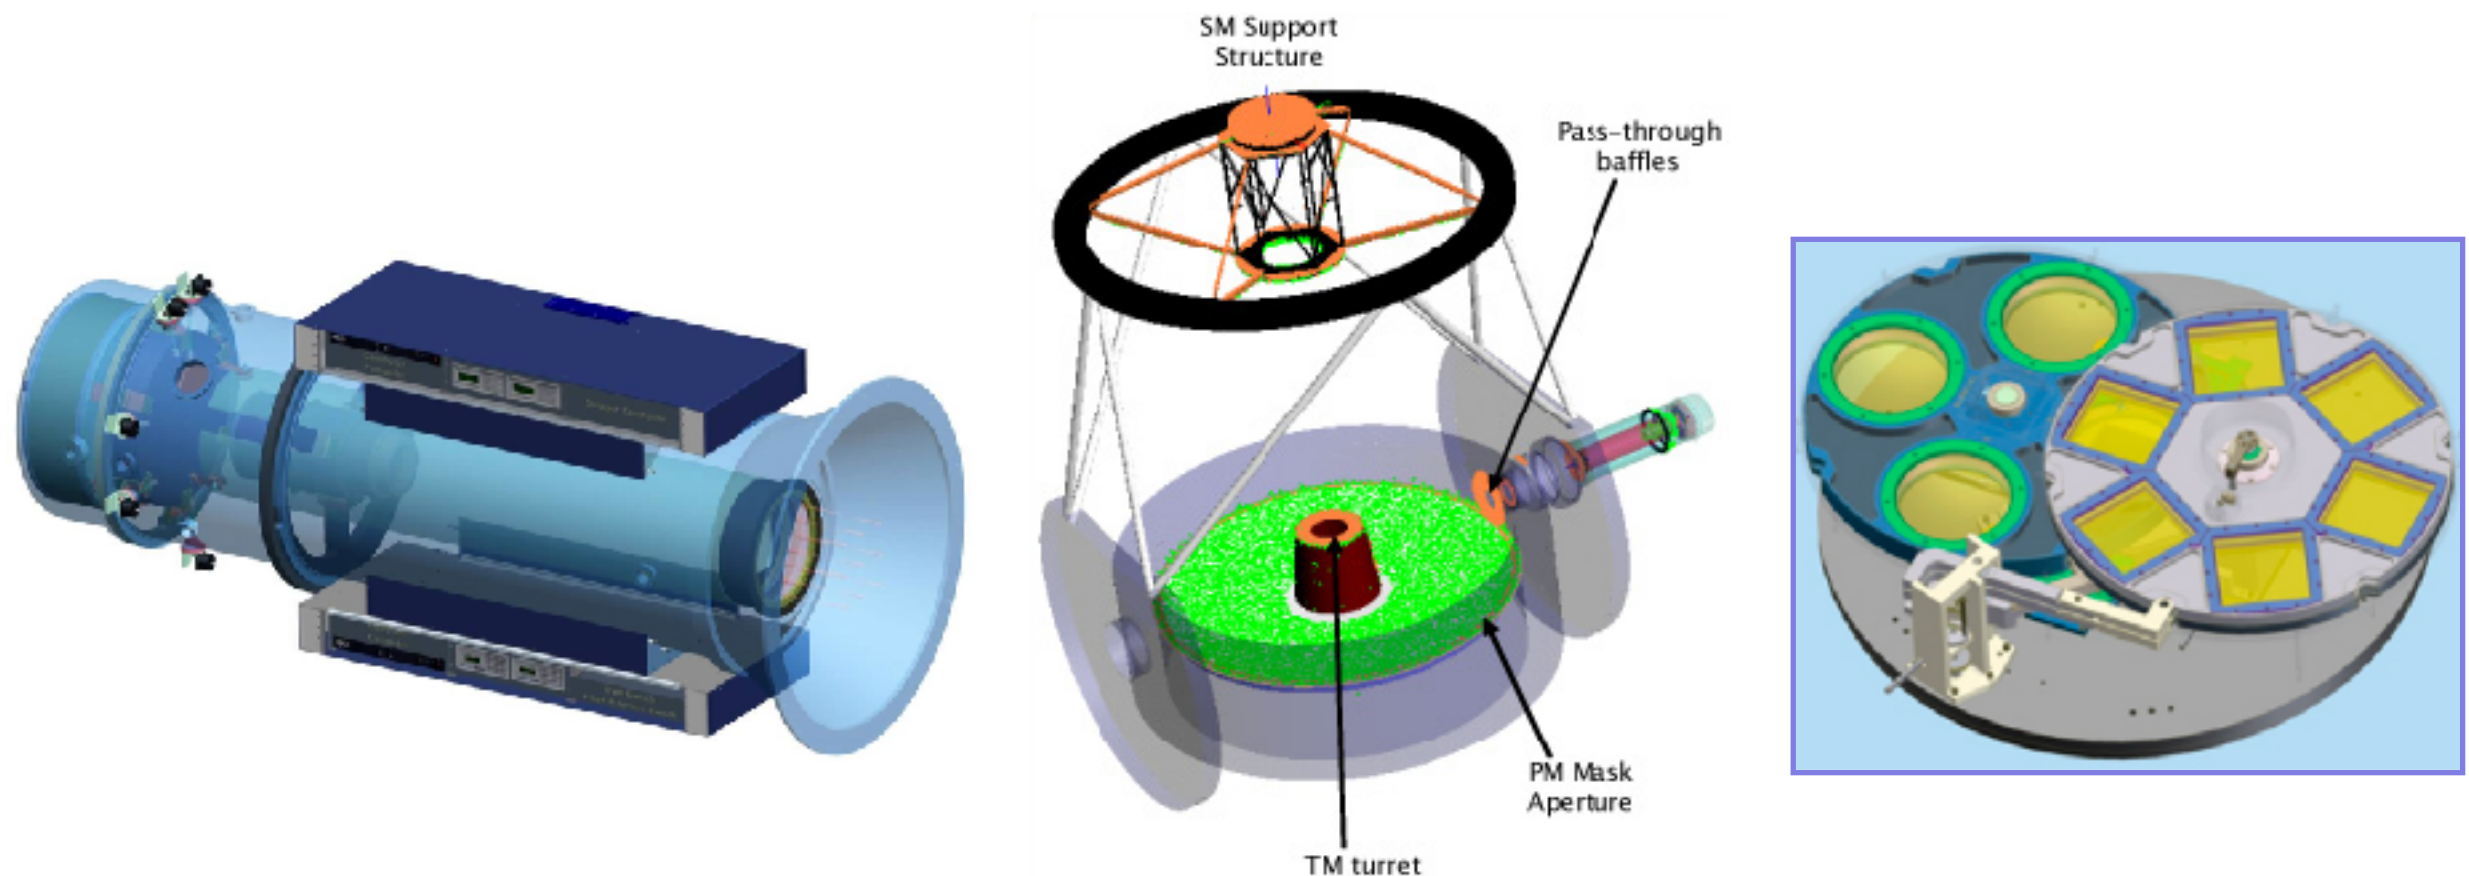 SM Support
Structure
Pass-through
baffles
PM Mask
Aperture
TM turret